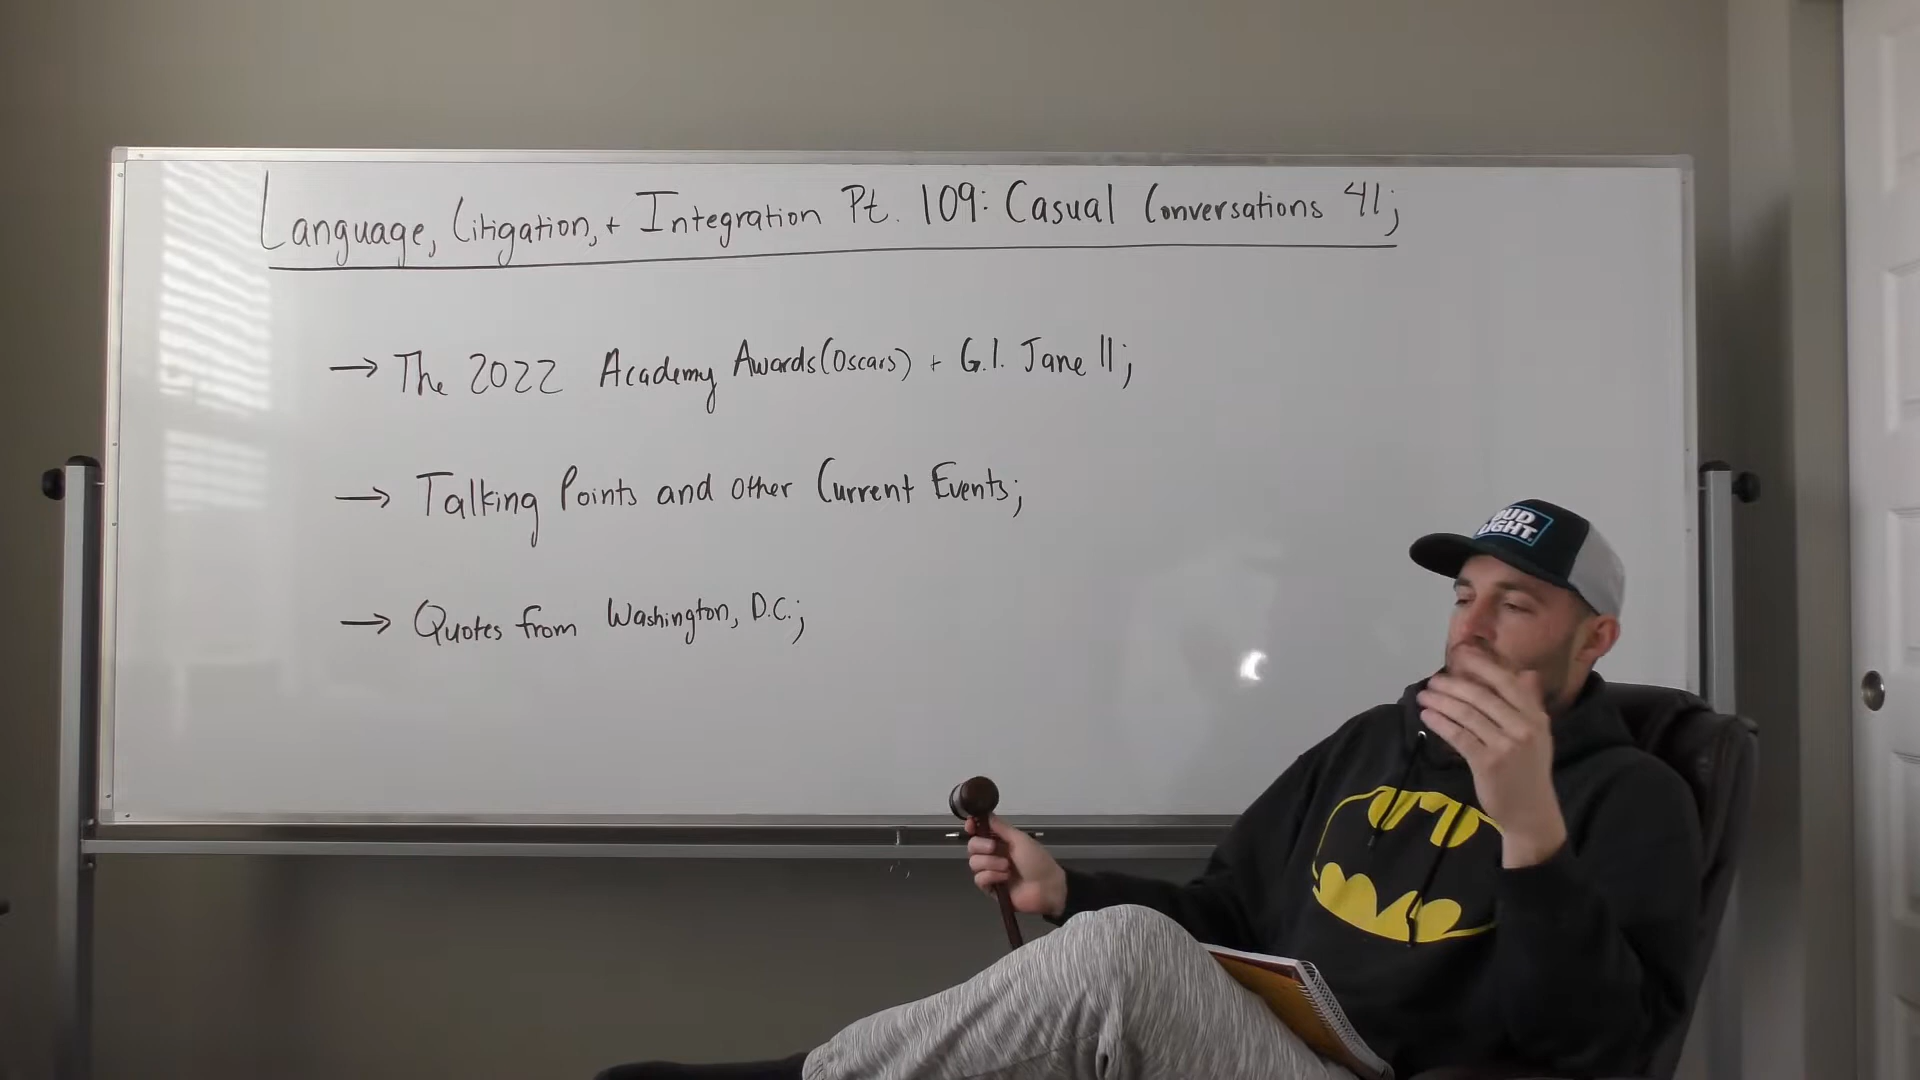 Language, Litigation, + Integration Pt. 109: Casual Conversations 41;
→ The 2022 Academy Awards (Oscars) + G.I. Jane II;
→ Talking Points and other Current Events;
→ Quotes from Washington, D.C.;
BUD
LIGHT